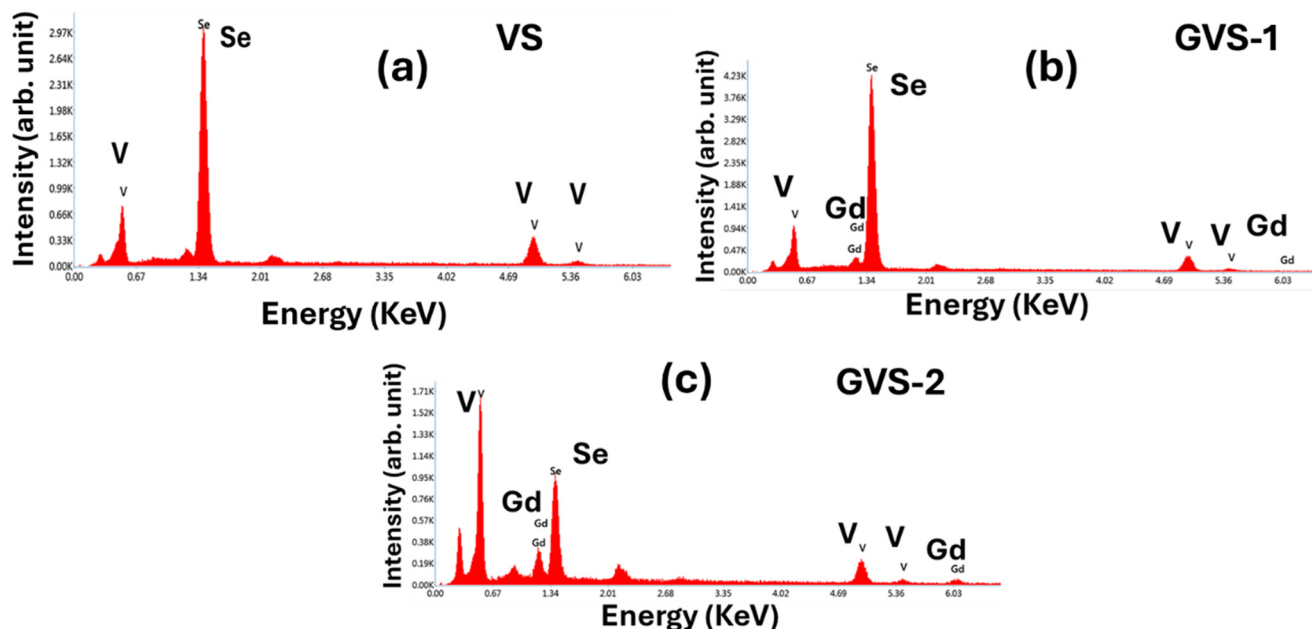 (a)
VS
Intensity (arb. unit)
2.97K
2.64K
2.31K
1.98K
1.65K
1.32K
0.99K
0.66K
0.33K
0.00K
Se
Se
V
V
V
V
V
V
0.00 0.67 1.34 2.01 2.68 3.35 4.02 4.69 5.36 6.03
Energy (KeV)
(b)
GVS-1
Intensity (arb. unit)
4.23K
3.76K
3.29K
2.82K
2.35K
1.88K
1.41K
0.94K
0.47K
0.00K
Se
Se
V
V
Gd
Gd
Gd
V
V
V
V
Gd
Gd
0.00 0.67 1.34 2.01 2.68 3.35 4.02 4.69 5.36 6.03
Energy (KeV)
(c)
GVS-2
Intensity (arb. unit)
1.71K
1.52K
1.33K
1.14K
0.95K
0.76K
0.57K
0.38K
0.19K
0.00K
V
V
Gd
Gd
Gd
Se
Se
V
V
V
V
Gd
Gd
0.00 0.67 1.34 2.01 2.68 3.35 4.02 4.69 5.36 6.03
Energy (KeV)